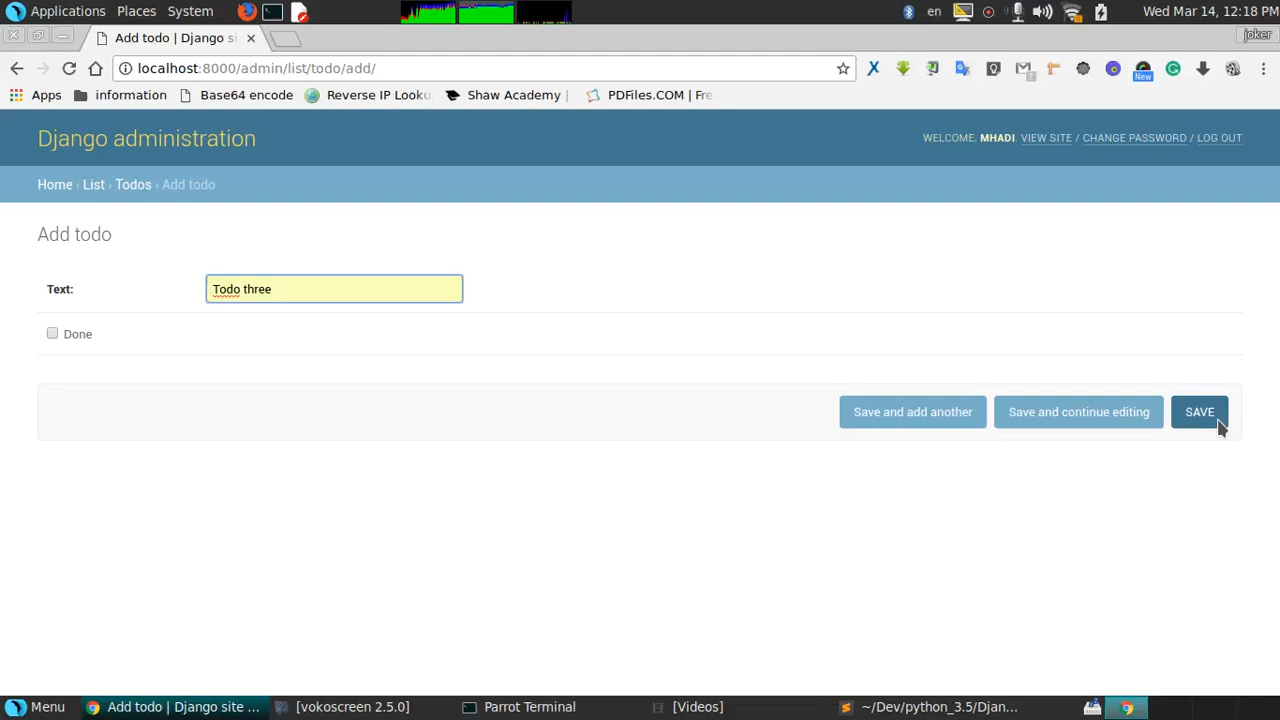 Applications Places System en Wed Mar 14, 12:18 PM
Add todo | Django si joker
localhost:8000/admin/list/todo/add/ New
Apps information Base64 encode Reverse IP Looku Shaw Academy | PDFiles.COM | Fre
Django administration WELCOME, MHADI. VIEW SITE / CHANGE PASSWORD / LOG OUT
Home › List › Todos › Add todo
Add todo
Text: Todo three
Done
Save and add another Save and continue editing SAVE
Menu Add todo | Django site ... [vokoscreen 2.5.0] Parrot Terminal [Videos] ~/Dev/python_3.5/Djan...